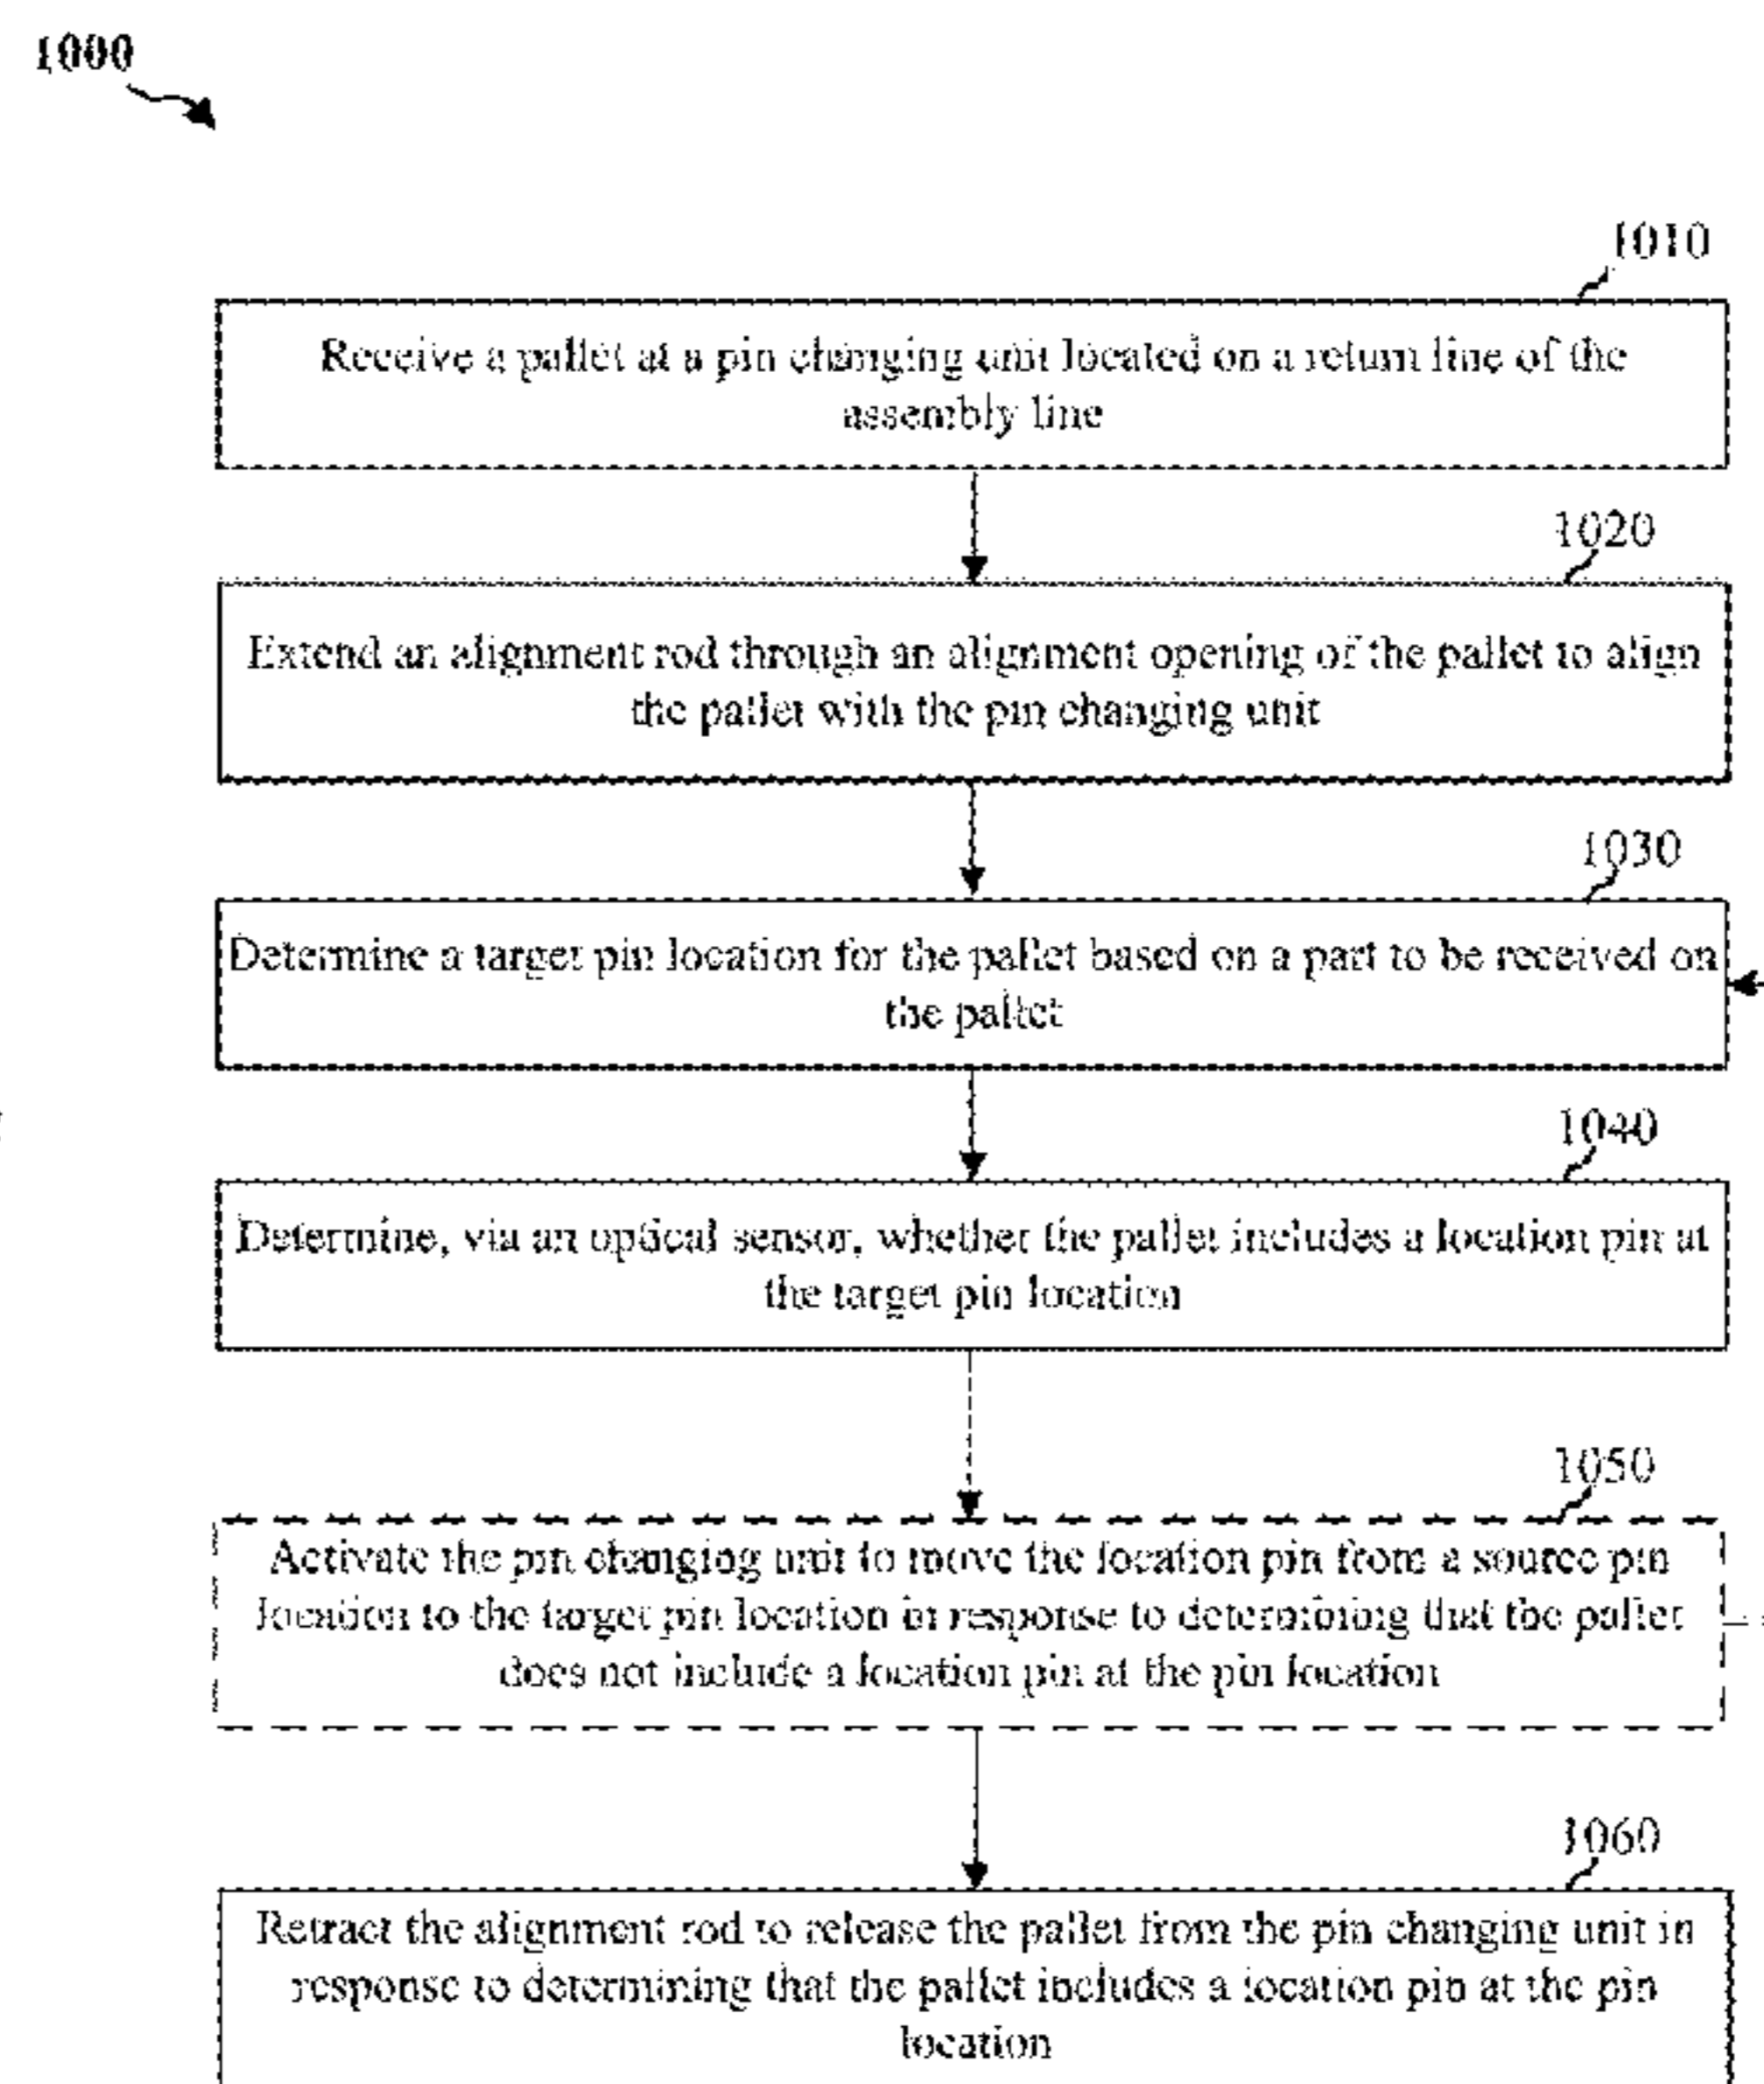 1000
1010
Receive a pallet at a pin changing unit located on a return line of the
assembly line
1020
Extend an alignment rod through an alignment opening of the pallet to align
the pallet with the pin changing unit
1030
Determine a target pin location for the pallet based on a part to be received on
the pallet
1040
Determine, via an optical sensor, whether the pallet includes a location pin at
the target pin location
1050
Activate the pin changing unit to move the location pin from a source pin
location to the target pin location in response to determining that the pallet
does not include a location pin at the pin location
1060
Retract the alignment rod to release the pallet from the pin changing unit in
response to determining that the pallet includes a location pin at the pin
location